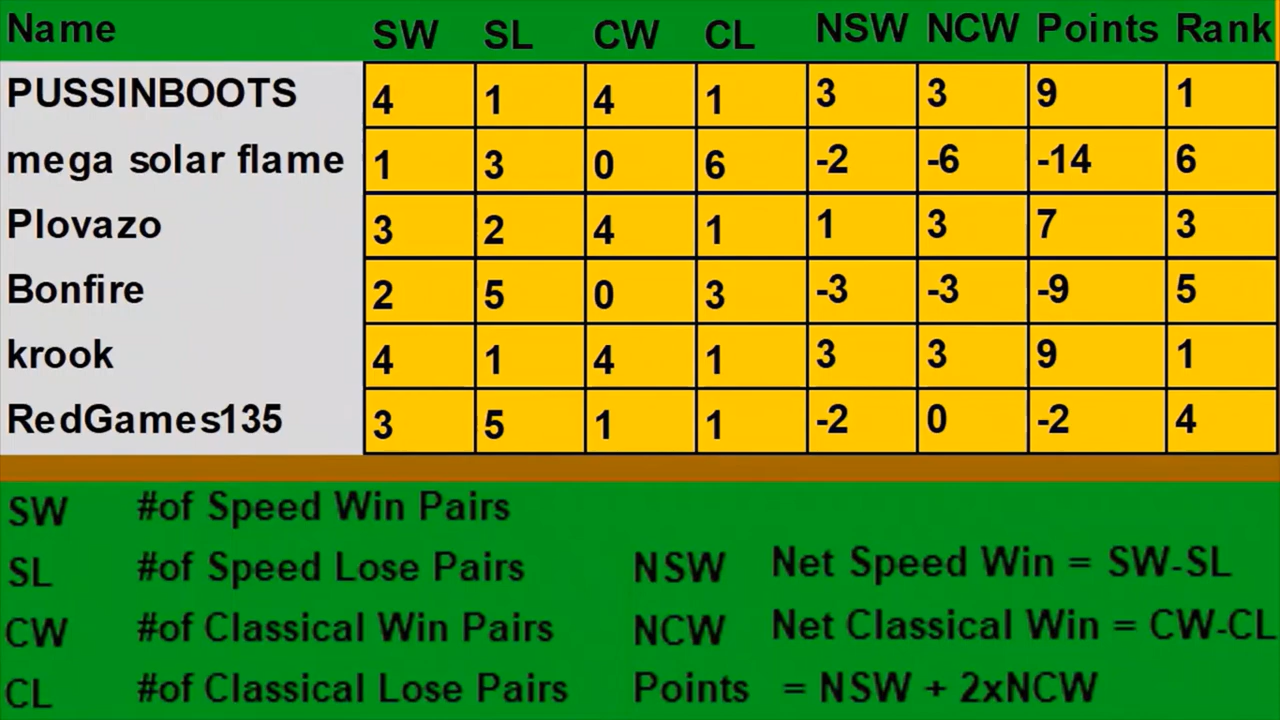 Name SW SL CW CL NSW NCW Points Rank
PUSSINBOOTS 4 1 4 1 3 3 9 1
mega solar flame 1 3 0 6 -2 -6 -14 6
Plovazo 3 2 4 1 1 3 7 3
Bonfire 2 5 0 3 -3 -3 -9 5
krook 4 1 4 1 3 3 9 1
RedGames135 3 5 1 1 -2 0 -2 4
SW #of Speed Win Pairs
SL #of Speed Lose Pairs NSW Net Speed Win = SW-SL
CW #of Classical Win Pairs NCW Net Classical Win = CW-CL
CL #of Classical Lose Pairs Points = NSW + 2xNCW